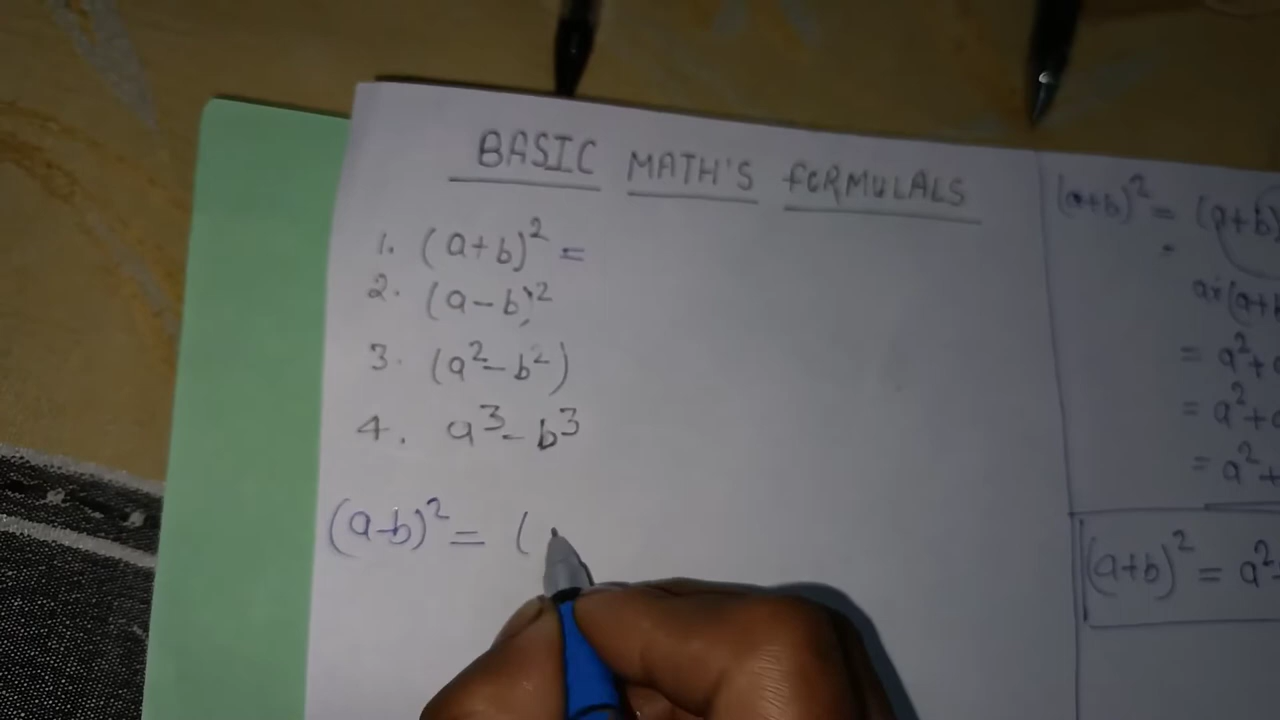 BASIC MATH'S FORMULALS
1. (a+b)² =
2. (a-b)²
3. (a²-b²)
4. a³-b³
(a-b)² = (
(a+b)² = (a+b)
=
a×(a+
= a²+
= a²+
= a²+
(a+b)² = a²